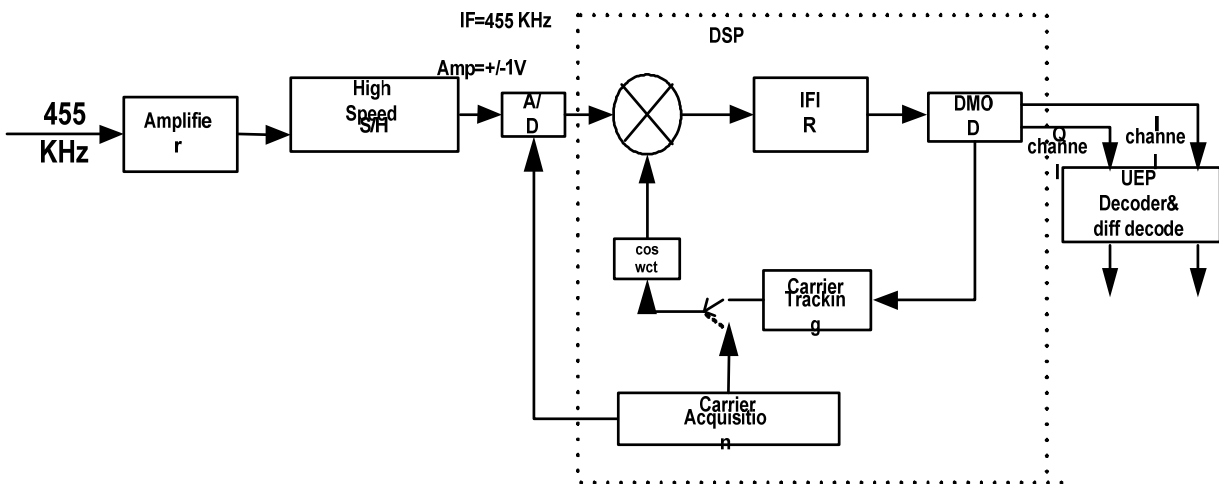 IF=455 KHz
DSP
Amp=+/-1V
455
KHz
Amplifie
r
High
Speed
S/H
A/
D
IFI
R
DMO
D
Q
channe
l
I
channe
l
UEP
Decoder&
diff decode
cos
wct
Carrier
Trackin
g
Carrier
Acquisitio
n